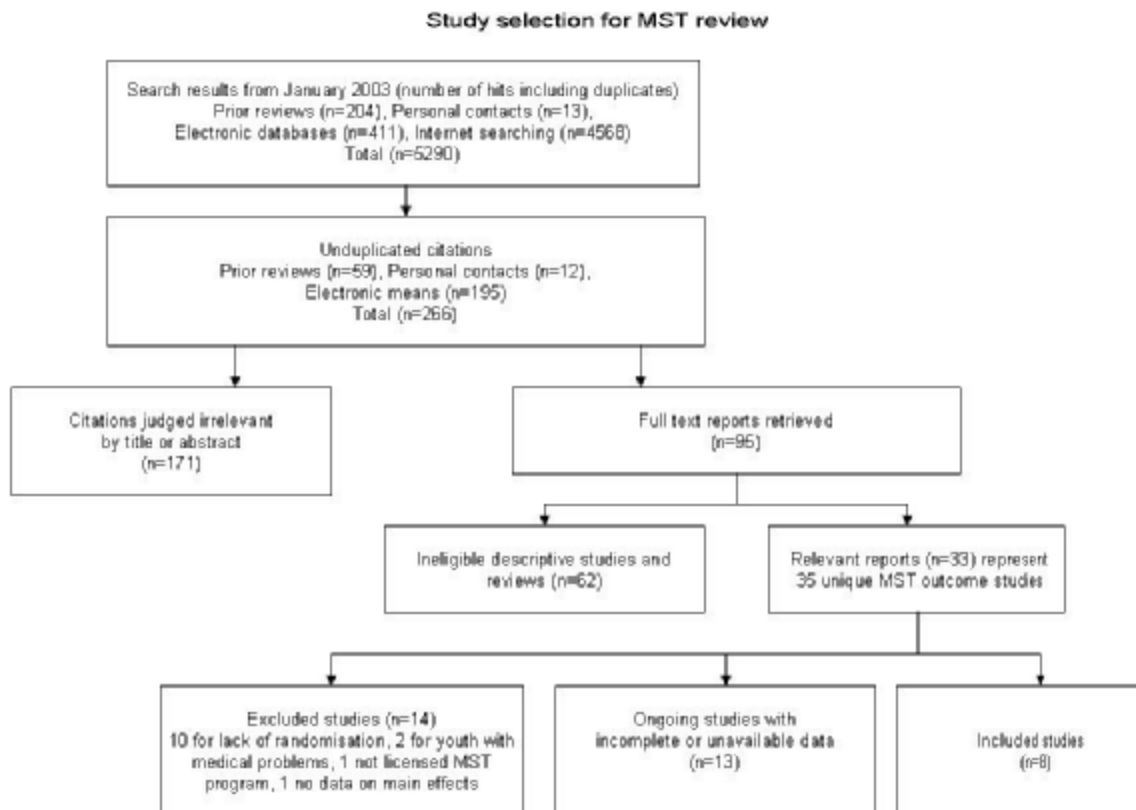 Study selection for MST review
Search results from January 2003 (number of hits including duplicates)
Prior reviews (n=204), Personal contacts (n=13),
Electronic databases (n=411), Internet searching (n=4568)
Total (n=5290)
Unduplicated citations
Prior reviews (n=59), Personal contacts (n=12),
Electronic means (n=195)
Total (n=266)
Citations judged irrelevant
by title or abstract
(n=171)
Full text reports retrieved
(n=95)
Ineligible descriptive studies and
reviews (n=62)
Relevant reports (n=33) represent
35 unique MST outcome studies
Excluded studies (n=14)
10 for lack of randomisation, 2 for youth with
medical problems, 1 not licensed MST
program, 1 no data on main effects
Ongoing studies with
incomplete or unavailable data
(n=13)
Included studies
(n=8)